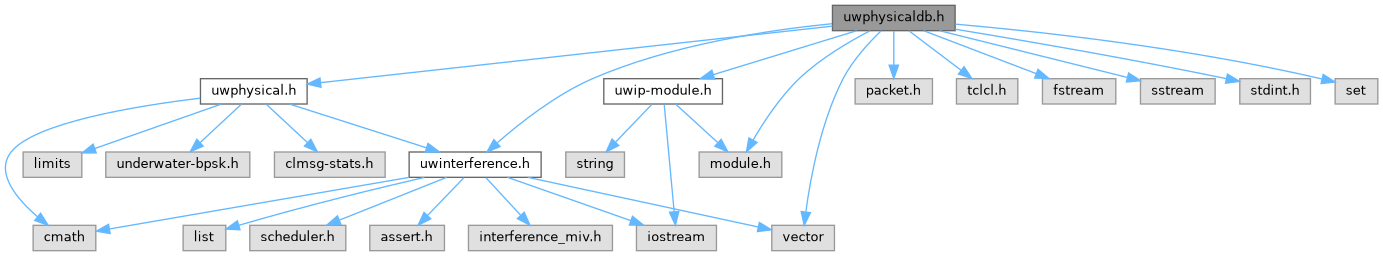 uwphysicaldb.h
uwphysical.h
uwip-module.h
packet.h
tclcl.h
fstream
sstream
stdint.h
set
limits
underwater-bpsk.h
clmsg-stats.h
uwinterference.h
string
module.h
cmath
list
scheduler.h
assert.h
interference_miv.h
iostream
vector